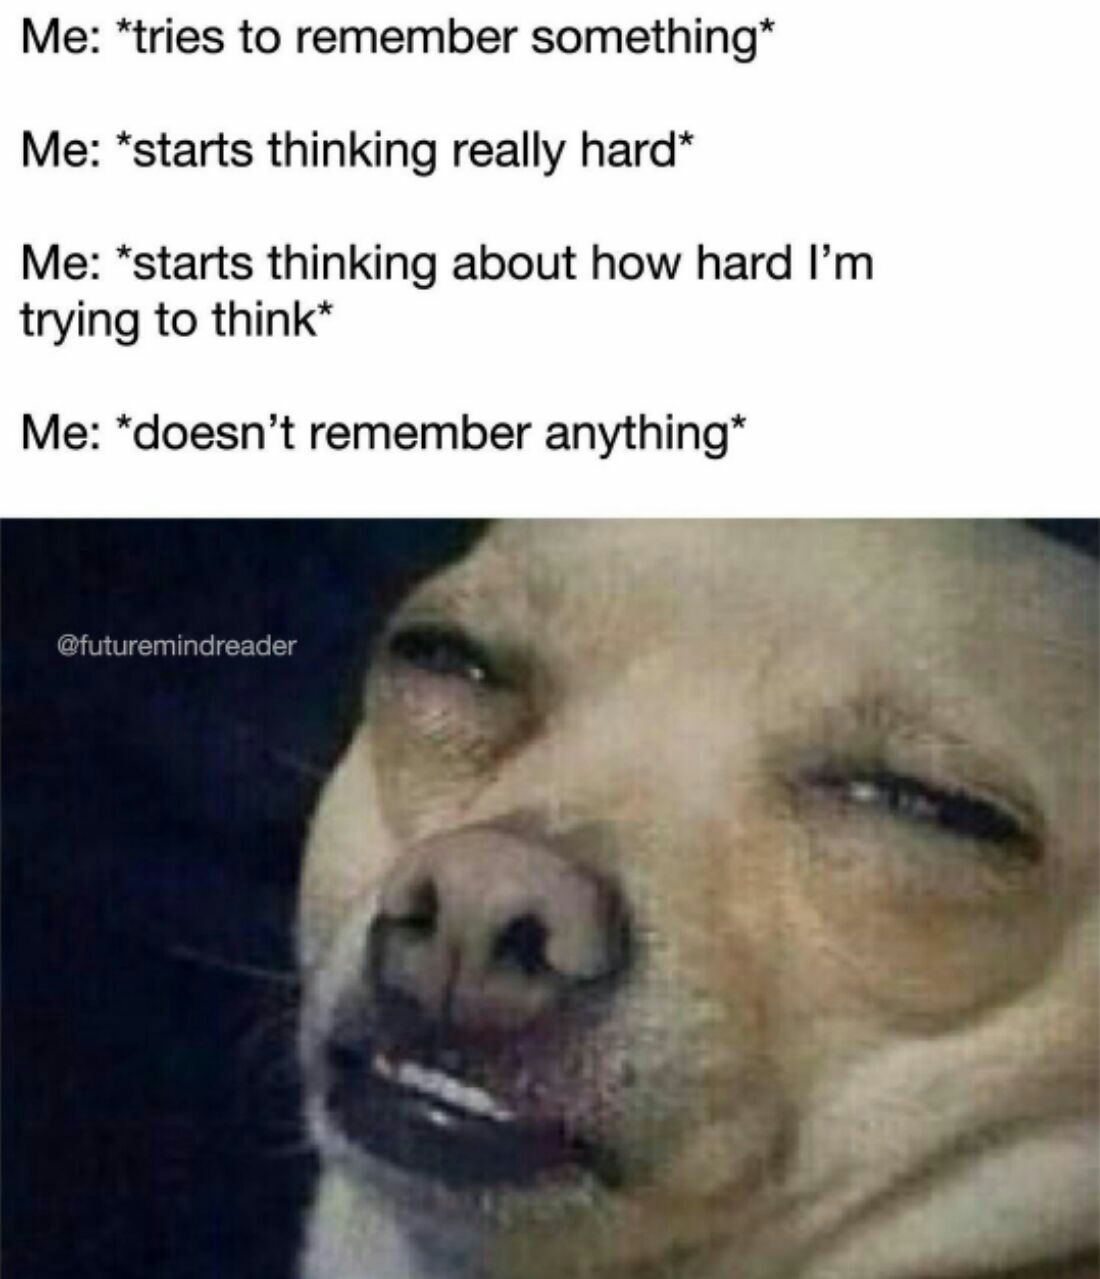 Me: *tries to remember something*
Me: *starts thinking really hard*
Me: *starts thinking about how hard I’m
trying to think*
Me: *doesn’t remember anything*
@futuremindreader